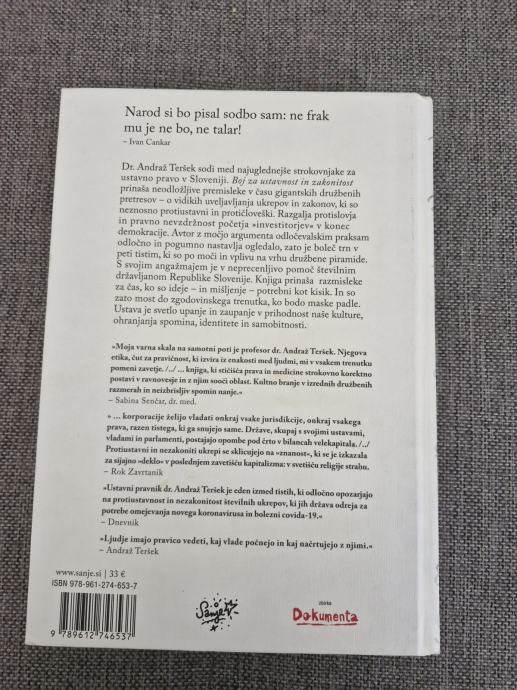 Narod si bo pisal sodbo sam: ne frak
mu je ne bo, ne talar!
– Ivan Cankar
Dr. Andraž Teršek sodi med najuglednejše strokovnjake za
ustavno pravo v Sloveniji. Boj za ustavnost in zakonitost
prinaša neodložljive premisleke v času gigantskih družbenih
pretresov – o vidikih uveljavljanja ukrepov in zakonov, ki so
neznosno protiustavni in protičloveški. Razgalja protislovja
in pravno nevzdržnost početja »investitorjev« v konec
demokracije. Avtor z močjo argumenta odločevalskim praksam
odločno in pogumno nastavlja ogledalo, zato je boleč trn v
peti tistim, ki so po moči in vplivu na vrhu družbene piramide.
S svojim angažmajem je v neprecenljivo pomoč številnim
državljanom Republike Slovenije. Knjiga prinaša razmisleke
za čas, ko so ideje – in mišljenje – potrebni kot kisik. In so
zato most do zgodovinskega trenutka, ko bodo maske padle.
Ustava je svetlo upanje in zaupanje v prihodnost naše kulture,
ohranjanja spomina, identitete in samobitnosti.
»Moja varna skala na samotni poti je profesor dr. Andraž Teršek. Njegova
etika, čut za pravičnost, ki izvira iz enakosti med ljudmi, mi v vsakem trenutku
pomeni zavetje. /../ ... knjiga, ki stičišča prava in medicine strokovno korektno
postavi v ravnovesje in z njim sooči oblast. Kultno branje v izrednih družbenih
razmerah in neizbrisljiv spomin nanje.«
– Sabina Senčar, dr. med.
» ... korporacije želijo vladati onkraj vsake jurisdikcije, onkraj vsakega
prava, razen tistega, ki ga snujejo same. Države, skupaj s svojimi ustavami,
vladami in parlamenti, postajajo opombe pod črto v bilancah velekapitala. /../
Protiustavni in nezakoniti ukrepi se sklicujejo na »znanost«, ki se je izkazala
za sijajno »deklo« v poslednjem zavetišču kapitalizma: v svetišču religije strahu.
– Rok Zavrtanik
»Ustavni pravnik dr. Andraž Teršek je eden izmed tistih, ki odločno opozarjajo
na protiustavnost in nezakonitost številnih ukrepov, ki jih država odreja za
potrebe omejevanja novega koronavirusa in bolezni covida-19.«
– Dnevnik
»Ljudje imajo pravico vedeti, kaj vlade počnejo in kaj načrtujejo z njimi.«
– Andraž Teršek
www.sanje.si | 33 €
ISBN 978-961-274-653-7
9 789612 746537
Sanje
zbirka
Dokumenta